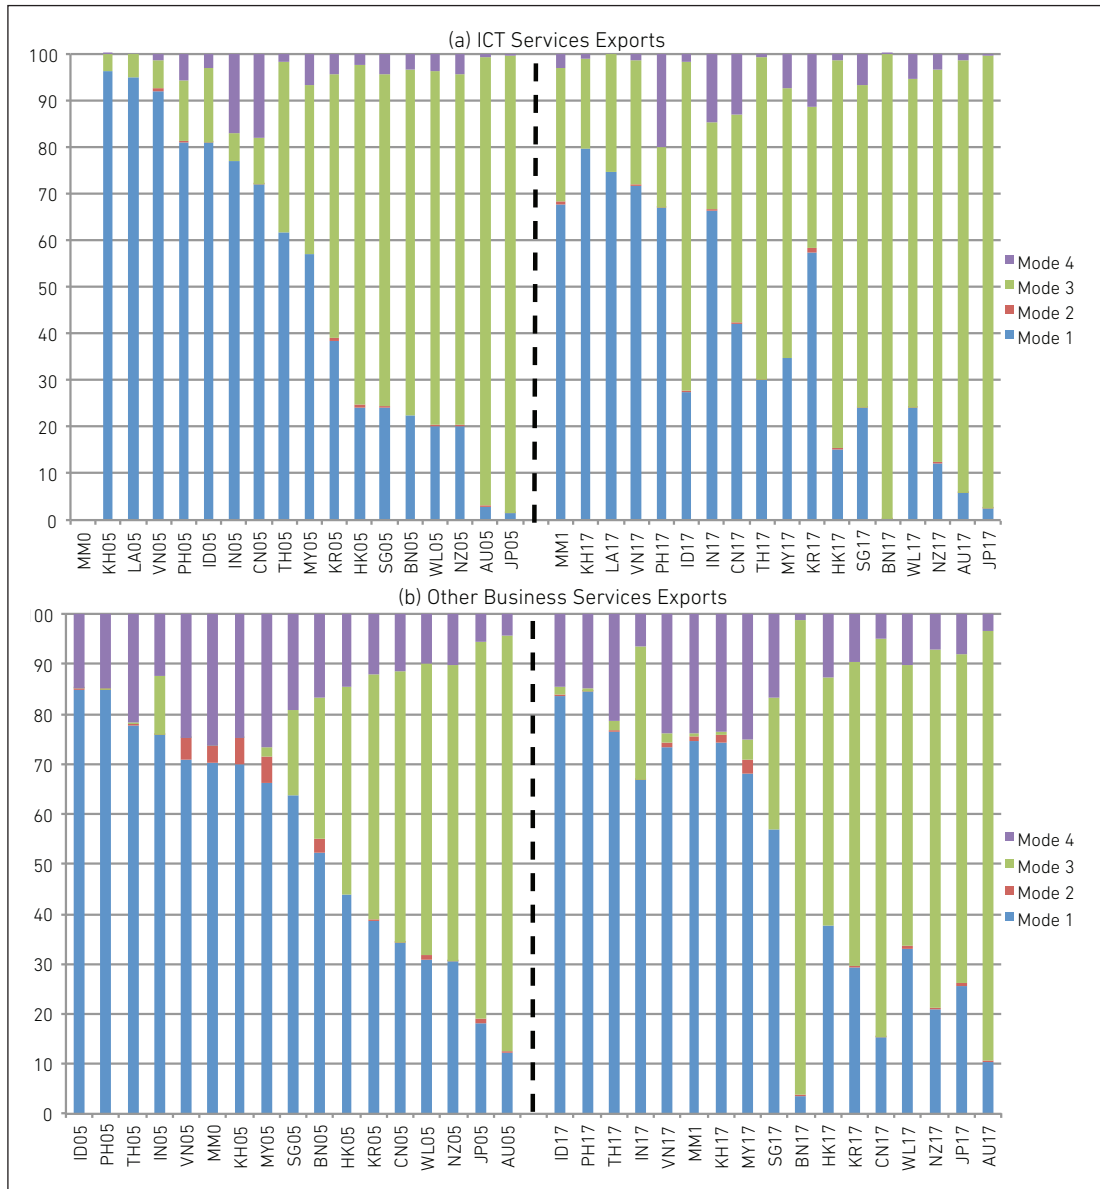 (a) ICT Services Exports
100
90
80
70
60
50
40
30
20
10
0
MM0 KH05 LA05 VN05 PH05 ID05 IN05 CN05 TH05 MY05 KR05 HK05 SG05 BN05 WL05 NZ05 AU05 JP05 MM1 KH17 LA17 VN17 PH17 ID17 IN17 CN17 TH17 MY17 KR17 HK17 SG17 BN17 WL17 NZ17 AU17 JP17
Mode 4
Mode 3
Mode 2
Mode 1
(b) Other Business Services Exports
00
90
80
70
60
50
40
30
20
10
0
ID05 PH05 TH05 IN05 VN05 MM0 KH05 MY05 SG05 BN05 HK05 KR05 CN05 WL05 NZ05 JP05 AU05 ID17 PH17 TH17 IN17 VN17 MM1 KH17 MY17 SG17 BN17 HK17 KR17 CN17 WL17 NZ17 JP17 AU17
Mode 4
Mode 3
Mode 2
Mode 1